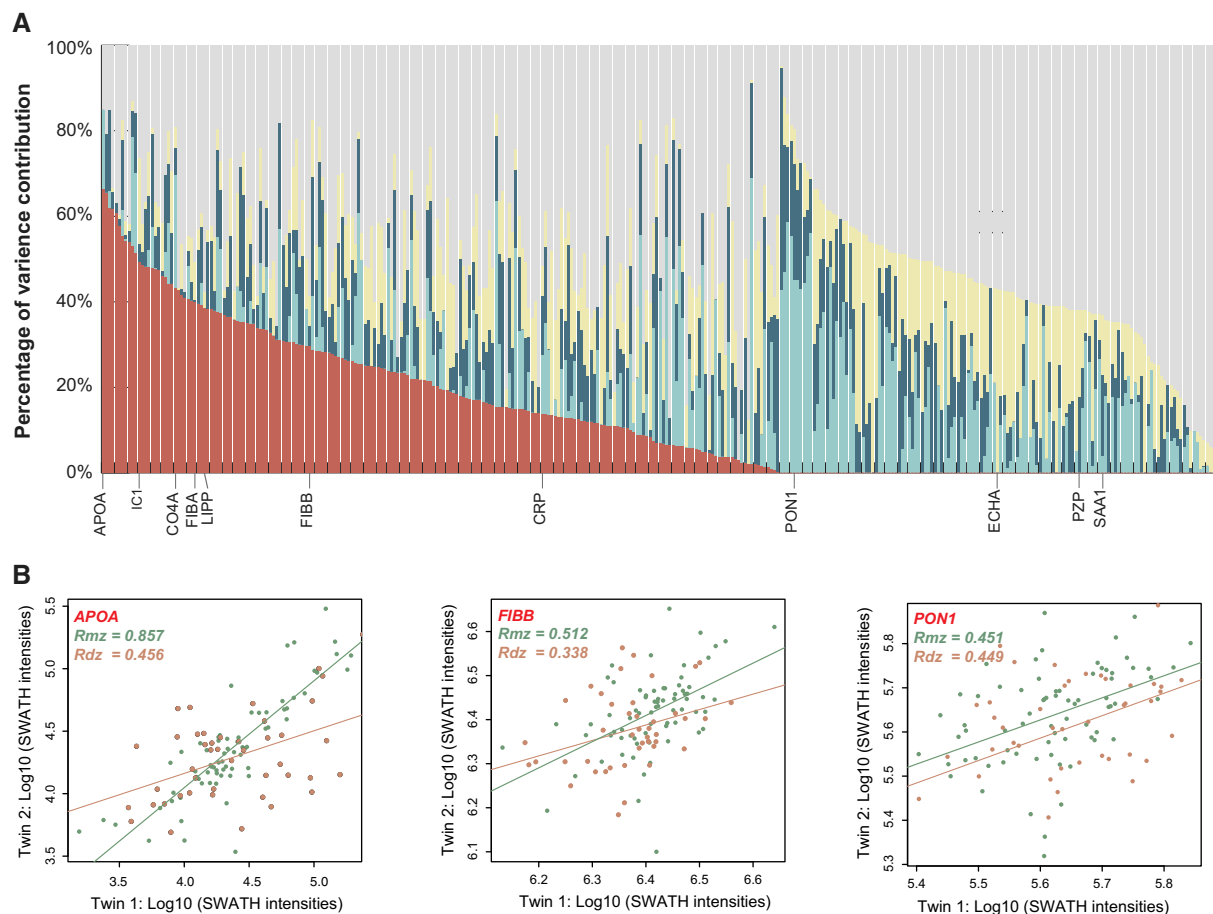 A
Percentage of varience contribution
100%
80%
60%
40%
20%
0%
APOA
IC1
CO4A
FIBA
LIPP
FIBB
CRP
PON1
ECHA
PZP
SAA1
B
Twin 2: Log10 (SWATH intensities)
5.5
5.0
4.5
4.0
3.5
APOA
Rmz = 0.857
Rdz = 0.456
3.5 4.0 4.5 5.0
Twin 1: Log10 (SWATH intensities)
Twin 2: Log10 (SWATH intensities)
6.6
6.5
6.4
6.3
6.2
6.1
FIBB
Rmz = 0.512
Rdz = 0.338
6.2 6.3 6.4 6.5 6.6
Twin 1: Log10 (SWATH intensities)
Twin 2: Log10 (SWATH intensities)
5.8
5.7
5.6
5.5
5.4
5.3
PON1
Rmz = 0.451
Rdz = 0.449
5.4 5.5 5.6 5.7 5.8
Twin 1: Log10 (SWATH intensities)